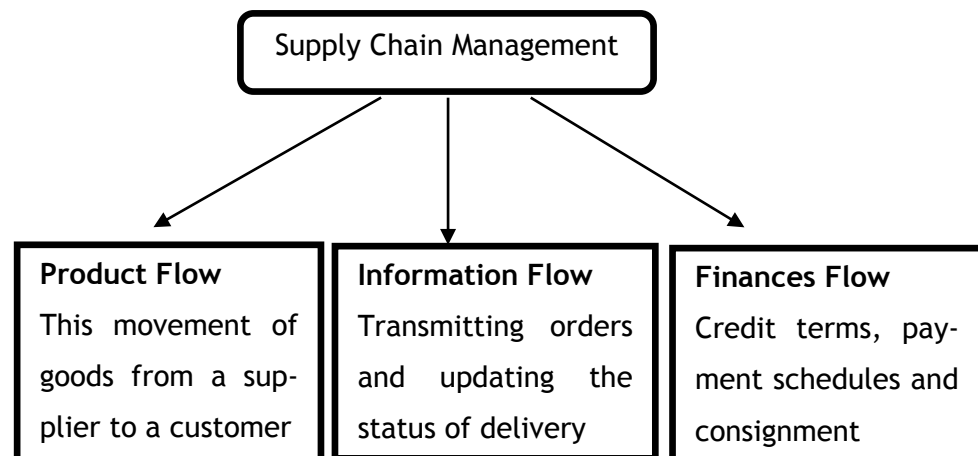 Supply Chain Management
Product Flow
This movement of
goods from a sup-
plier to a customer
Information Flow
Transmitting orders
and updating the
status of delivery
Finances Flow
Credit terms, pay-
ment schedules and
consignment